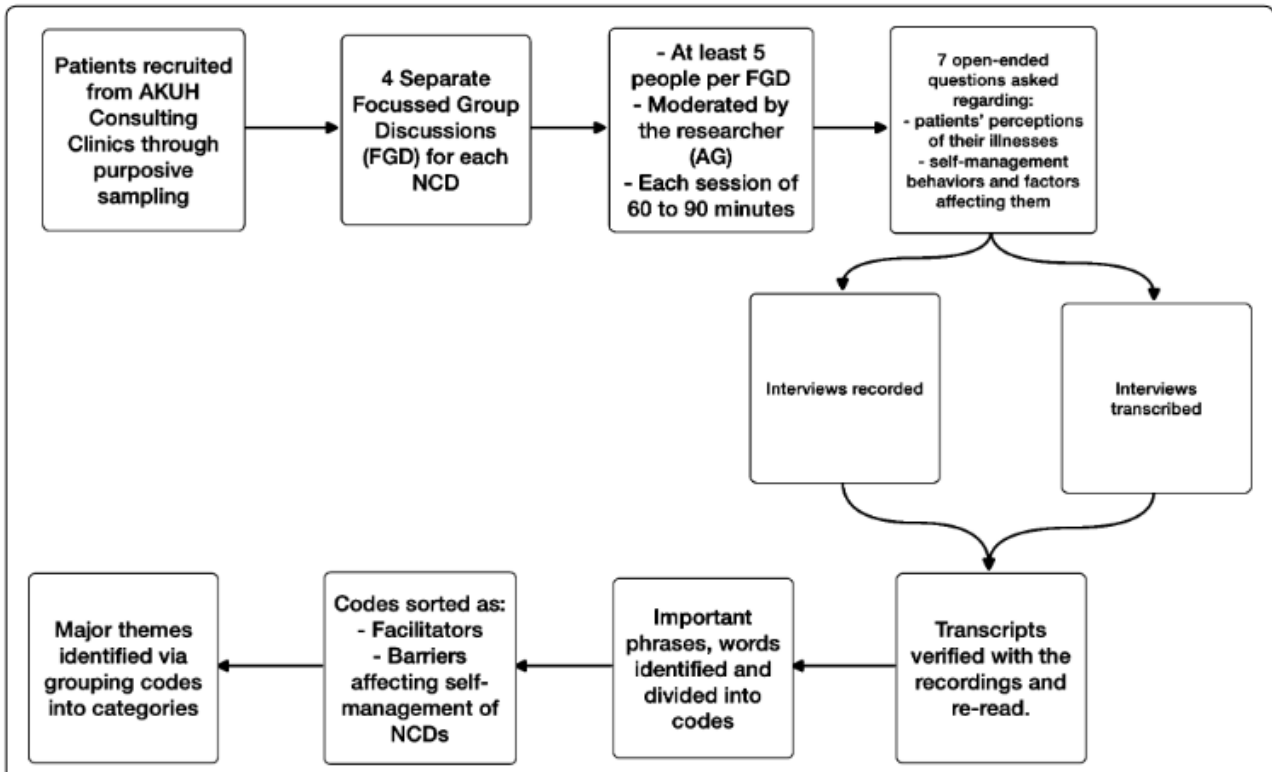 Patients recruited
from AKUH
Consulting
Clinics through
purposive
sampling
4 Separate
Focussed Group
Discussions
(FGD) for each
NCD
- At least 5
people per FGD
- Moderated by
the researcher
(AG)
- Each session of
60 to 90 minutes
7 open-ended
questions asked
regarding:
- patients' perceptions
of their illnesses
- self-management
behaviors and factors
affecting them
Interviews recorded
Interviews
transcribed
Transcripts
verified with the
recordings and
re-read.
Important
phrases, words
identified and
divided into
codes
Codes sorted as:
- Facilitators
- Barriers
affecting self-
management of
NCDs
Major themes
identified via
grouping codes
into categories